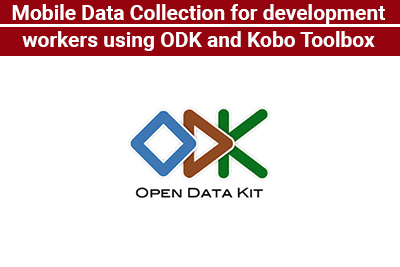 Mobile Data Collection for development
workers using ODK and Kobo Toolbox
ODK
OPEN DATA KIT